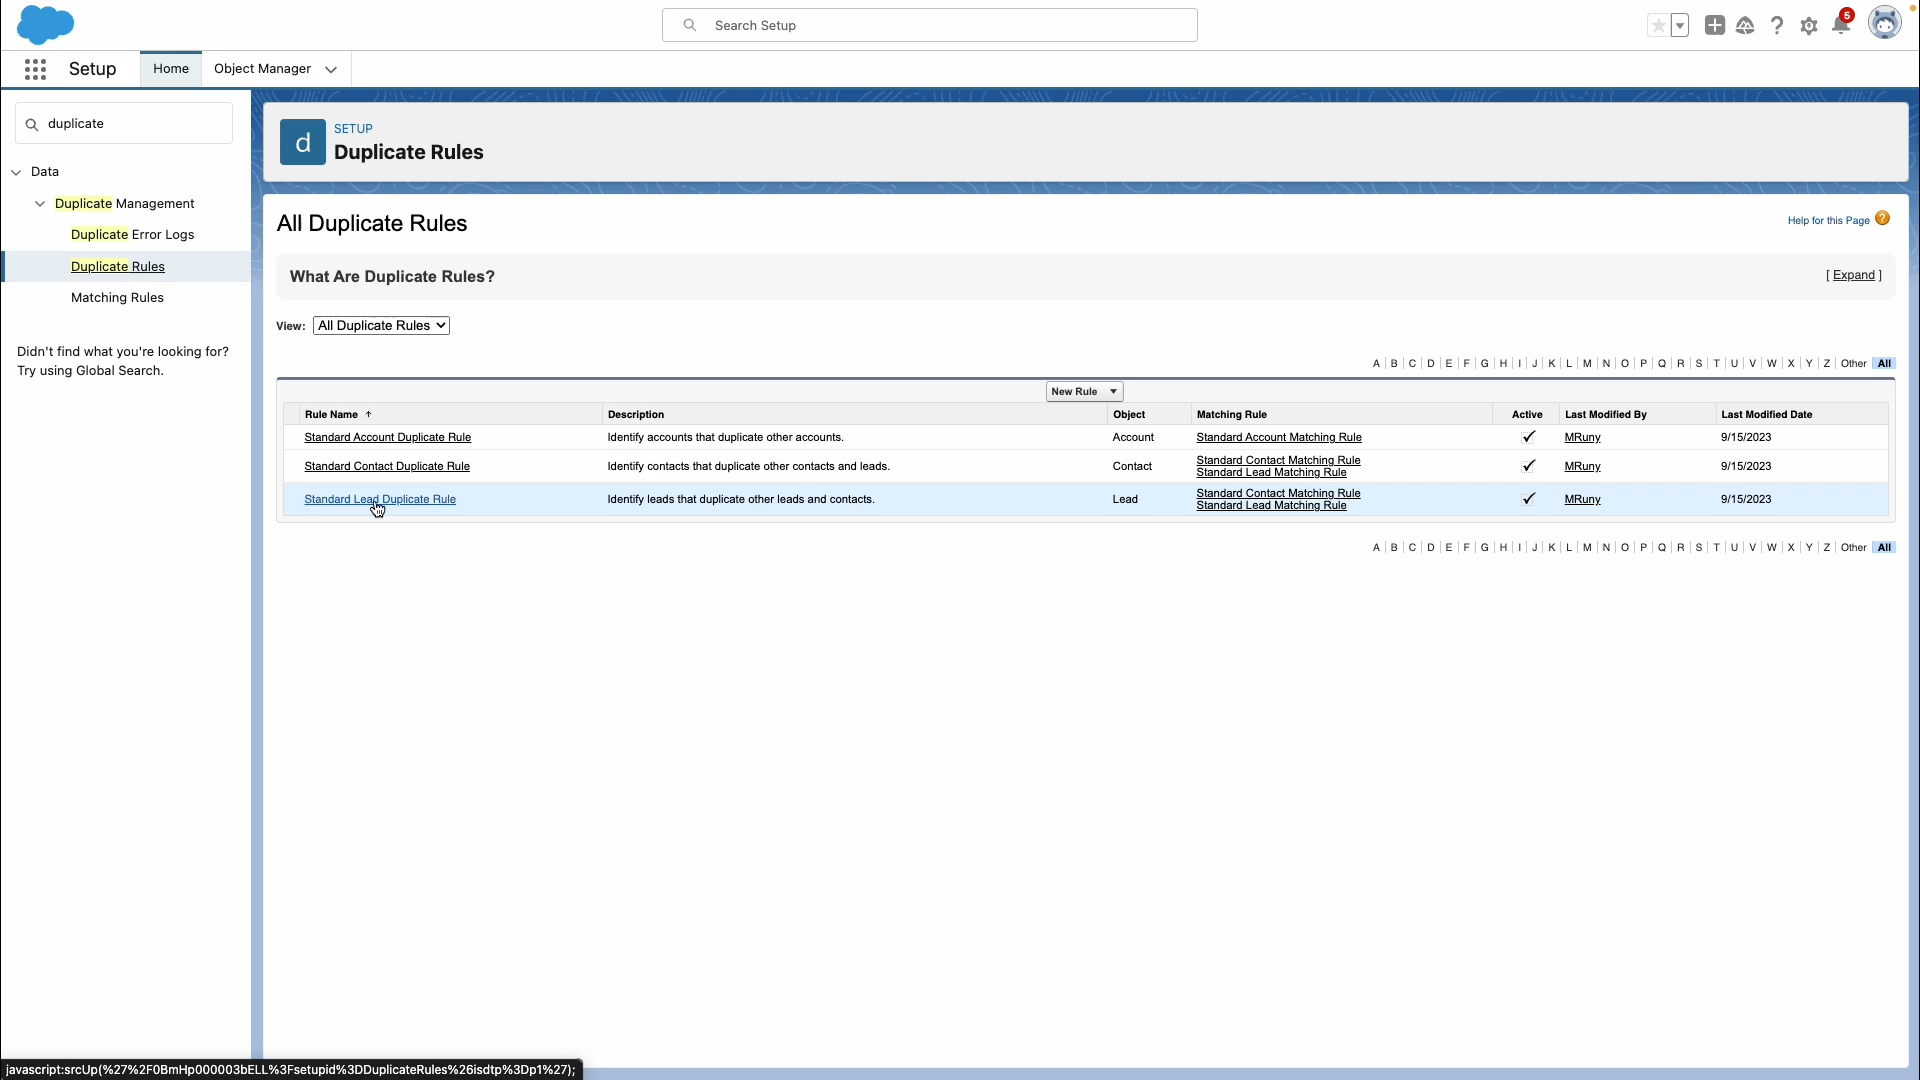 Search Setup
5
Setup
Home
Object Manager
duplicate
Data
Duplicate Management
Duplicate Error Logs
Duplicate Rules
Matching Rules
Didn't find what you're looking for?
Try using Global Search.
d
SETUP
Duplicate Rules
All Duplicate Rules
Help for this Page ?
What Are Duplicate Rules?
[ Expand ]
View: All Duplicate Rules
A | B | C | D | E | F | G | H | I | J | K | L | M | N | O | P | Q | R | S | T | U | V | W | X | Y | Z | Other | All
New Rule
Rule Name Description Object Matching Rule Active Last Modified By Last Modified Date
Standard Account Duplicate Rule Identify accounts that duplicate other accounts. Account Standard Account Matching Rule MRuny 9/15/2023
Standard Contact Duplicate Rule Identify contacts that duplicate other contacts and leads. Contact Standard Contact Matching Rule MRuny 9/15/2023
Standard Lead Matching Rule
Standard Lead Duplicate Rule Identify leads that duplicate other leads and contacts. Lead Standard Contact Matching Rule MRuny 9/15/2023
Standard Lead Matching Rule
A | B | C | D | E | F | G | H | I | J | K | L | M | N | O | P | Q | R | S | T | U | V | W | X | Y | Z | Other | All
javascript:srcUp(%27%2F0BmHp000003bELL%3Fsetupid%3DDuplicateRules%26isdtp%3Dp1%27);